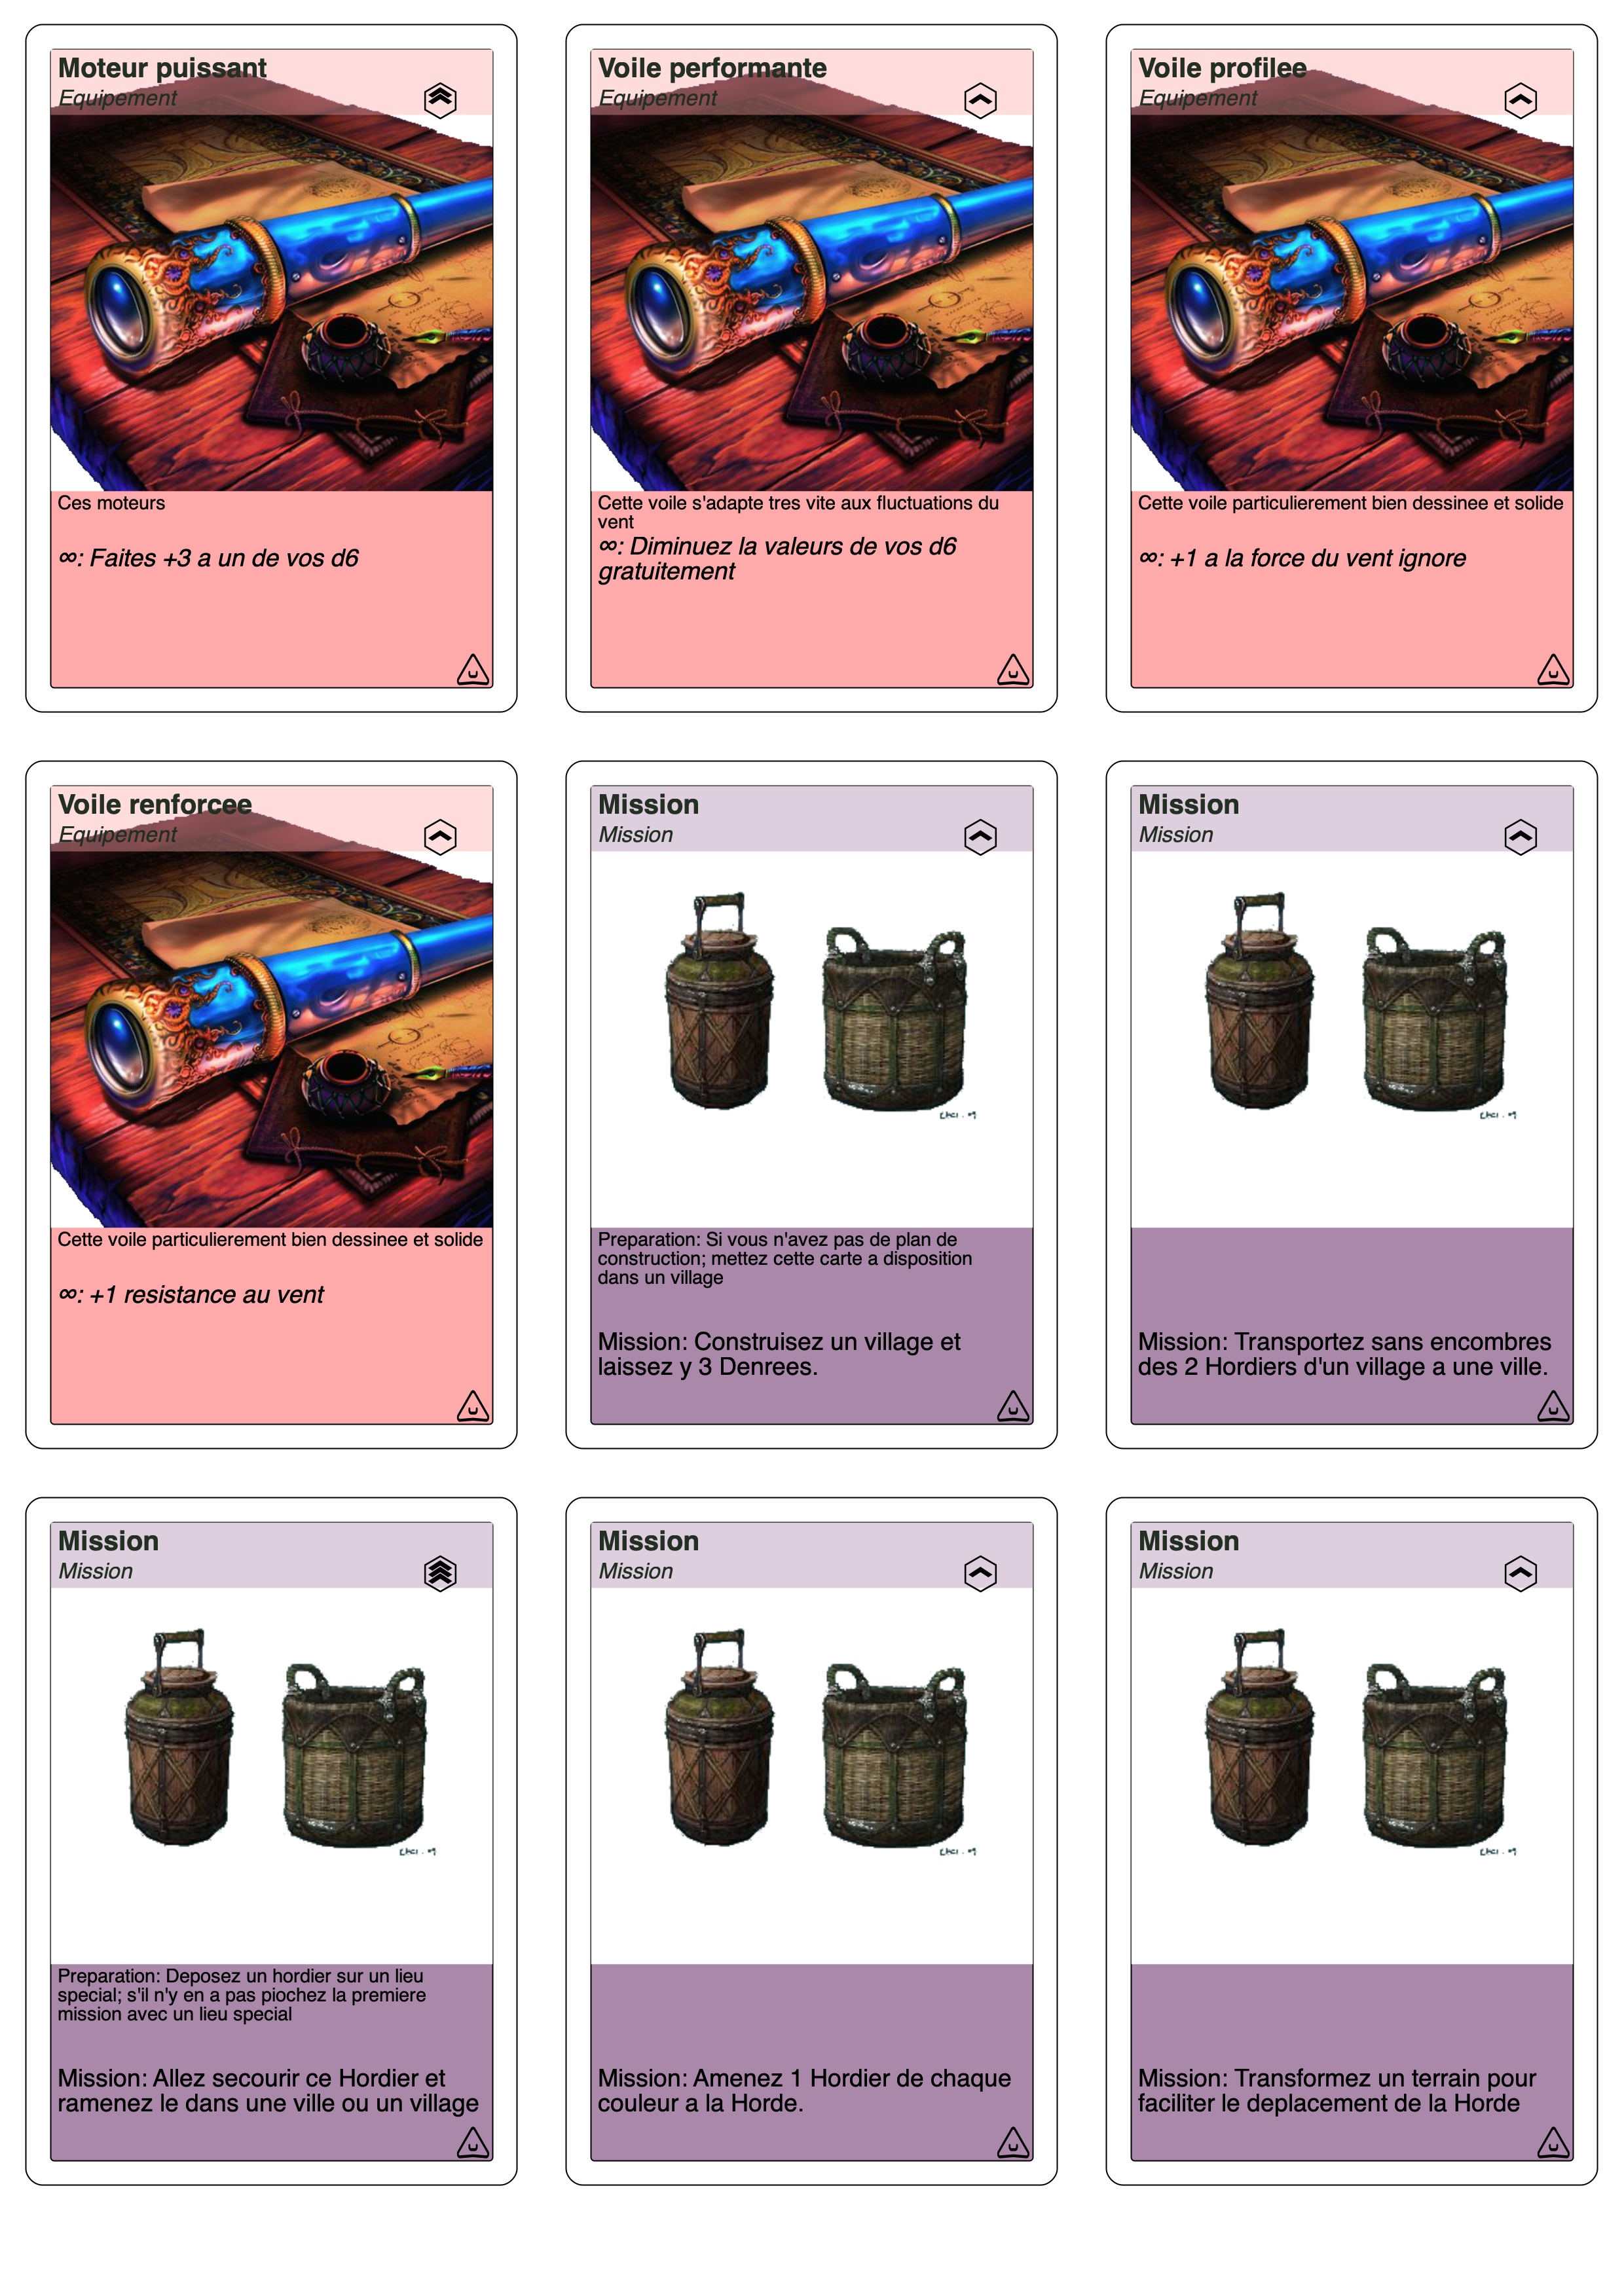 Moteur puissant
Equipement
Ces moteurs
∞: Faites +3 a un de vos d6
Voile performante
Equipement
Cette voile s'adapte tres vite aux fluctuations du
vent
∞: Diminuez la valeurs de vos d6
gratuitement
Voile profilee
Equipement
Cette voile particulierement bien dessinee et solide
∞: +1 a la force du vent ignore
Voile renforcee
Equipement
Cette voile particulierement bien dessinee et solide
∞: +1 resistance au vent
Mission
Mission
Preparation: Si vous n'avez pas de plan de
construction; mettez cette carte a disposition
dans un village
Mission: Construisez un village et
laissez y 3 Denrees.
Mission
Mission
Mission: Transportez sans encombres
des 2 Hordiers d'un village a une ville.
Mission
Mission
Preparation: Deposez un hordier sur un lieu
special; s'il n'y en a pas piochez la premiere
mission avec un lieu special
Mission: Allez secourir ce Hordier et
ramenez le dans une ville ou un village
Mission
Mission
Mission: Amenez 1 Hordier de chaque
couleur a la Horde.
Mission
Mission
Mission: Transformez un terrain pour
faciliter le deplacement de la Horde